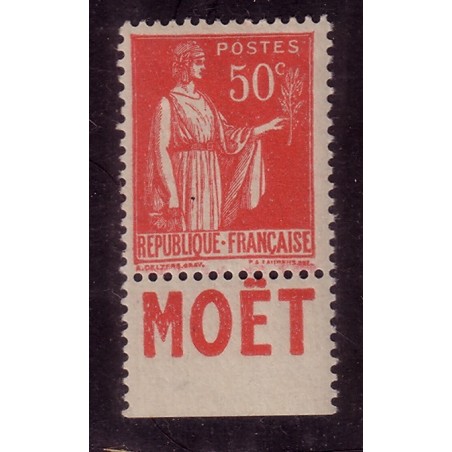 POSTES
50c
REPUBLIQUE·FRANÇAISE
MOËT